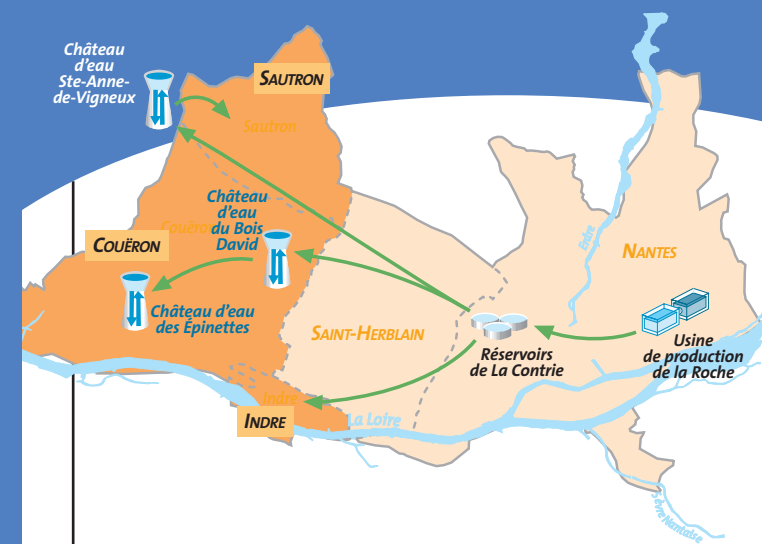 Château
d'eau
Ste-Anne-
de-Vigneux
SAUTRON
Sautron
Château
d'eau
du Bois
David
Couëron
COUËRON
Château d'eau
des Épinettes
SAINT-HERBLAIN
Erdre
NANTES
Réservoirs
de La Contrie
Usine
de production
de la Roche
Indre
INDRE
La Loire
Sèvre Nantaise